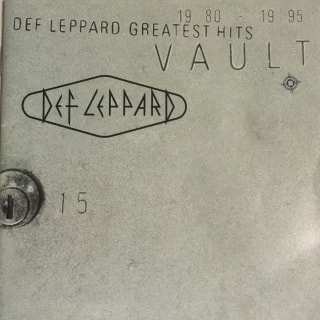 19 80 - 19 95
DEF LEPPARD GREATEST HITS
VAULT
DEF LEPPARD
15